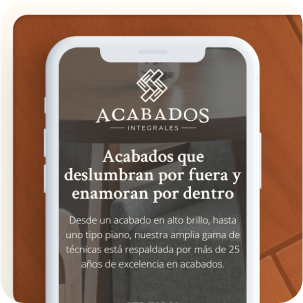 ACABADOS
INTEGRALES
Acabados que
deslumbran por fuera y
enamoran por dentro
Desde un acabado en alto brillo, hasta
uno tipo piano, nuestra amplia gama de
técnicas está respaldada por más de 25
años de excelencia en acabados.